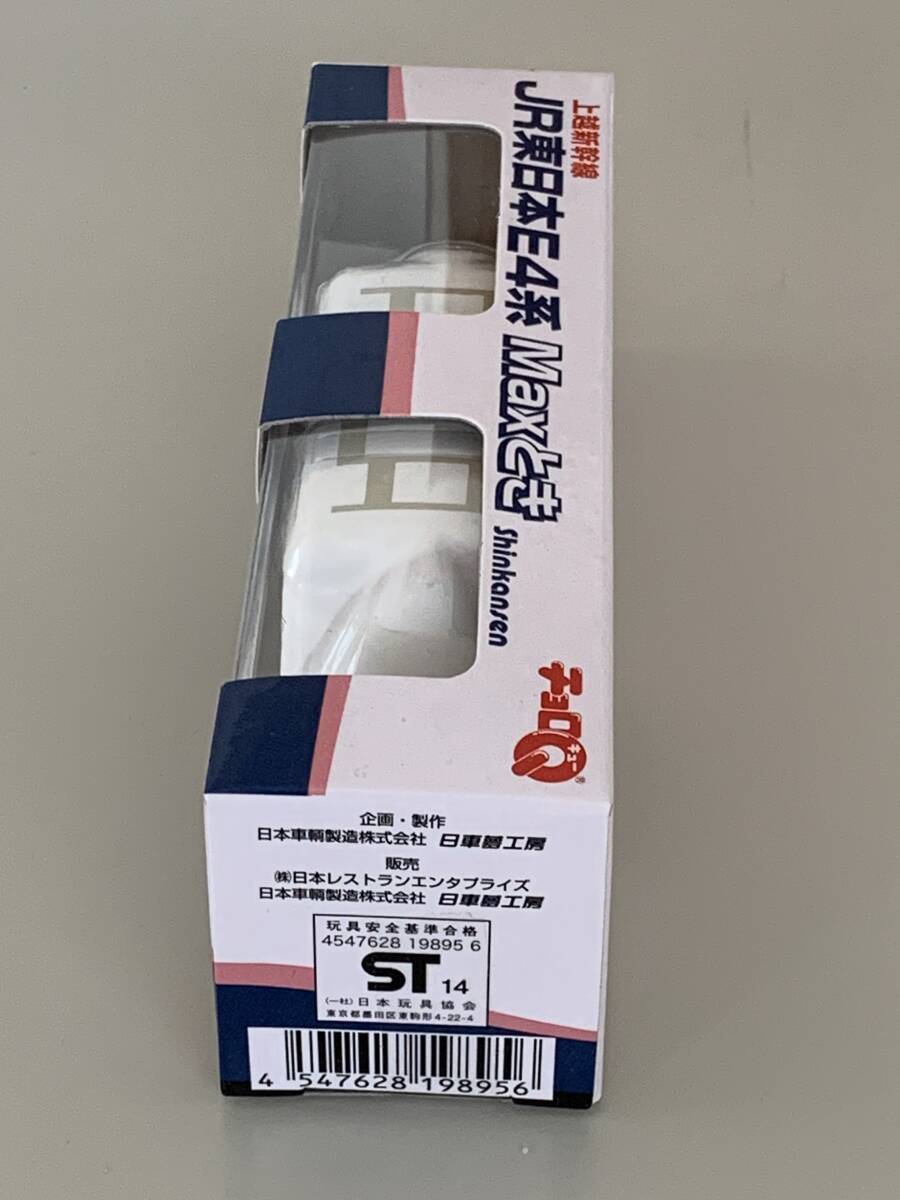 上越新幹線
JR東日本E4系 Maxとき
Shinkansen
チョロQ
キュー
®
企画・製作
日本車輌製造株式会社 日車夢工房
販売
㈱日本レストランエンタプライズ
日本車輌製造株式会社 日車夢工房
玩具安全基準合格
4547628 19895 6
ST 14
(一社)日本玩具協会
東京都墨田区東駒形4-22-4
4 547628 198956